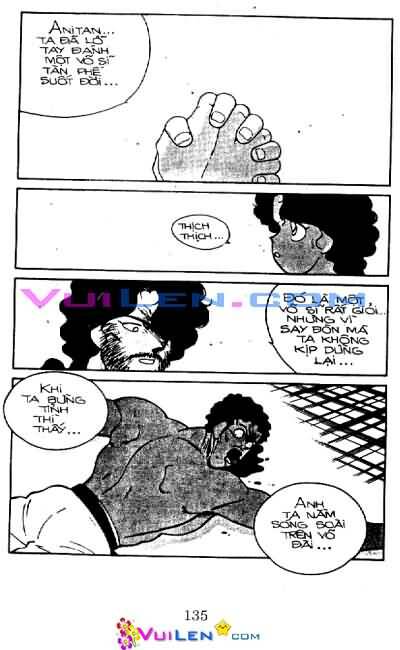 ANITAN...
TA ĐÃ LỠ
TAY ĐÁNH
MỘT VÕ SĨ
TÀN PHẾ
SUỐT ĐỜI...
THỊCH
THỊCH...
ĐÓ LÀ MỘT
VÕ SĨ RẤT GIỎI...
NHƯNG VÌ
SAY ĐÒN MÀ
TA KHÔNG
KỊP DỪNG
LẠI...
VUILEN.COM
KHI
TA BỪNG
TỈNH
THÌ
THẤY...
ANH
TA NẰM
SÓNG SOÀI
TRÊN VÕ
ĐÀI...
135
VUILEN.COM